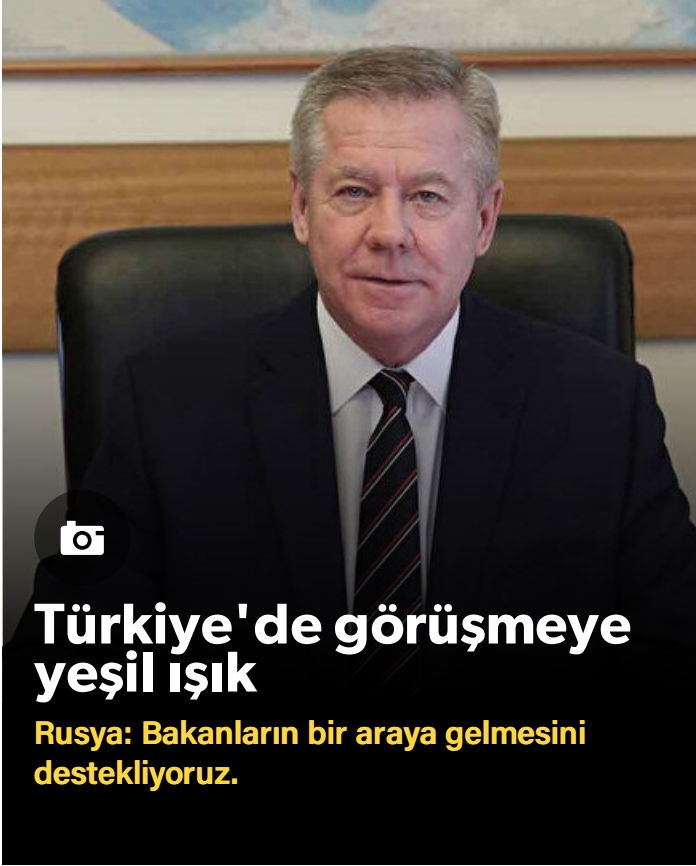 Türkiye'de görüşmeye
yeşil ışık
Rusya: Bakanların bir araya gelmesini
destekliyoruz.